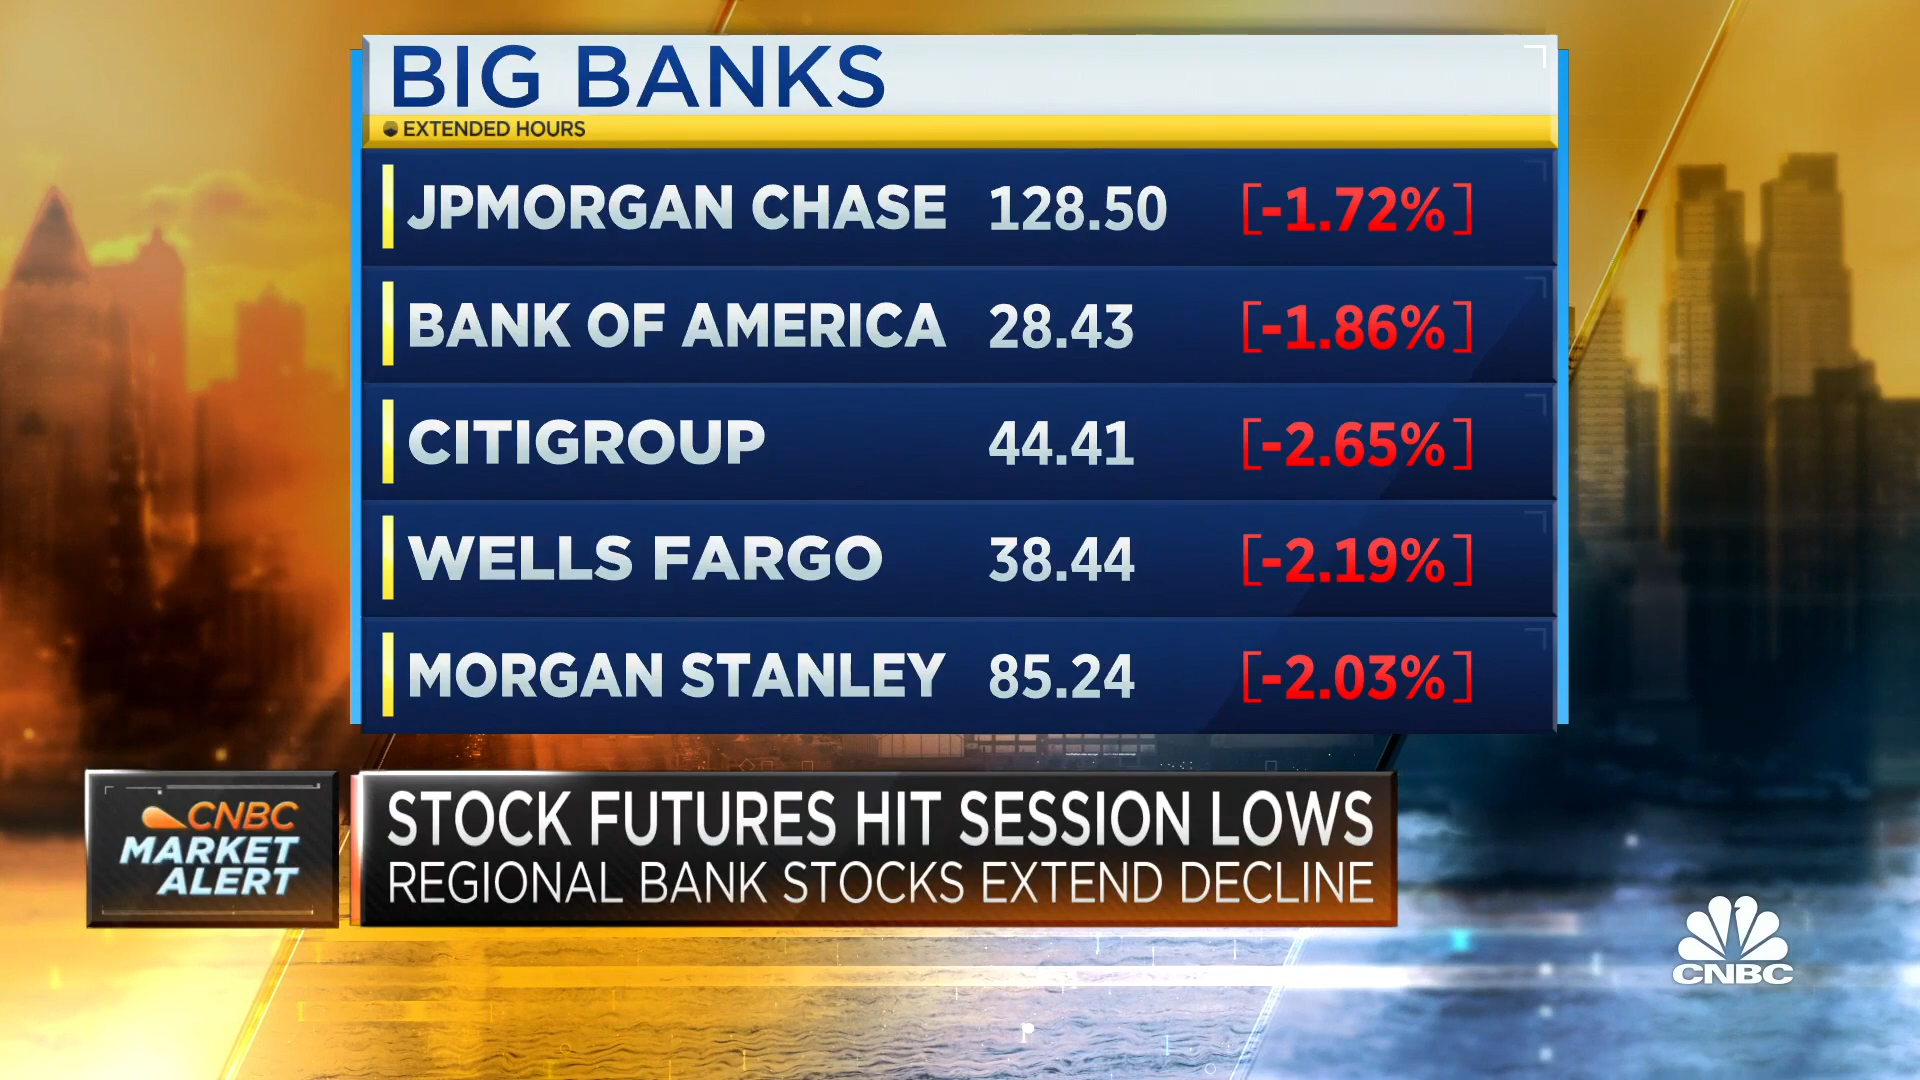 BIG BANKS
EXTENDED HOURS
JPMORGAN CHASE 128.50 [-1.72%]
BANK OF AMERICA 28.43 [-1.86%]
CITIGROUP 44.41 [-2.65%]
WELLS FARGO 38.44 [-2.19%]
MORGAN STANLEY 85.24 [-2.03%]
CNBC
MARKET
ALERT
STOCK FUTURES HIT SESSION LOWS
REGIONAL BANK STOCKS EXTEND DECLINE
CNBC